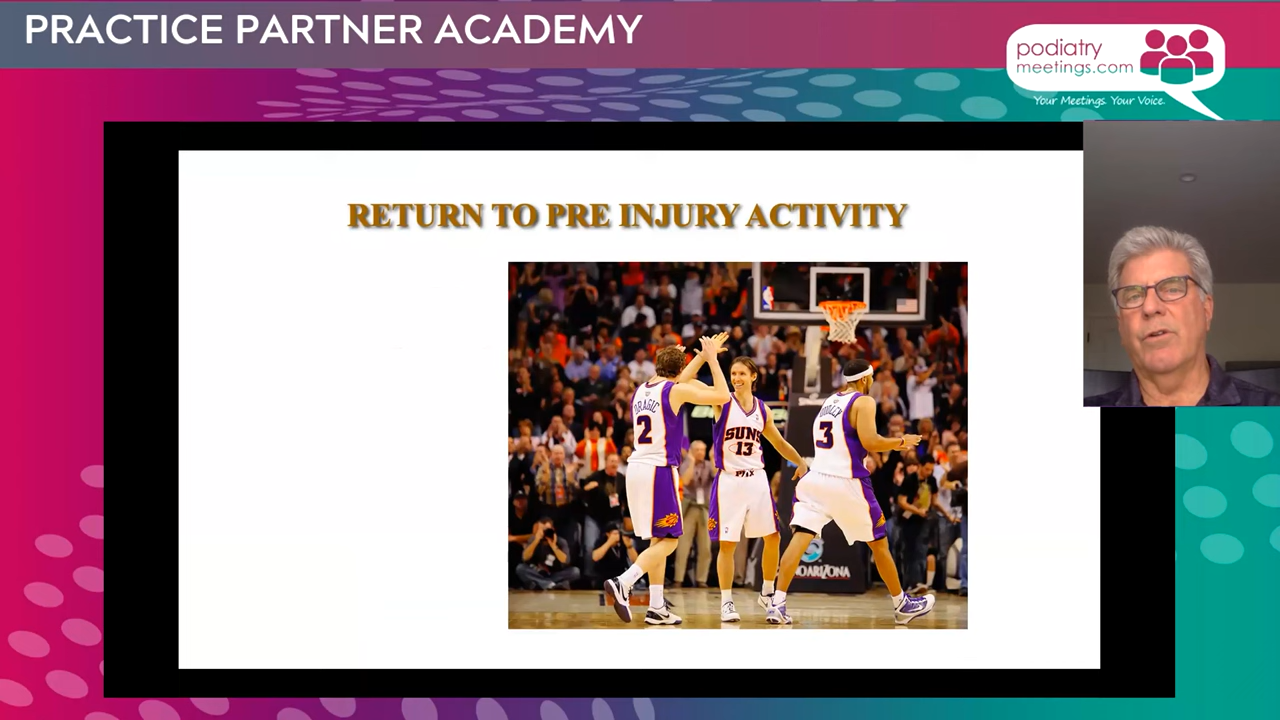 PRACTICE PARTNER ACADEMY
podiatry
meetings.com
Your Meetings. Your Voice.
RETURN TO PRE INJURY ACTIVITY
DRAGIC
2
SUNS
13
DUDLEY
3